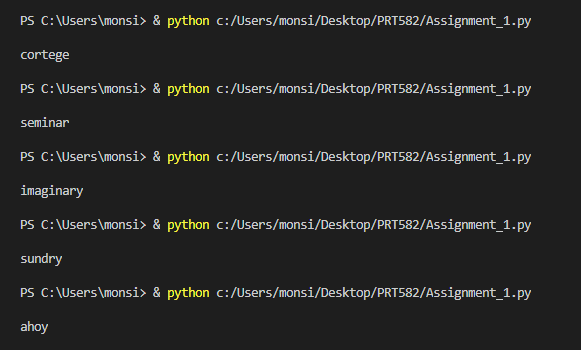 PS C:\Users\monsi> & python c:/Users/monsi/Desktop/PRT582/Assignment_1.py
cortege
PS C:\Users\monsi> & python c:/Users/monsi/Desktop/PRT582/Assignment_1.py
seminar
PS C:\Users\monsi> & python c:/Users/monsi/Desktop/PRT582/Assignment_1.py
imaginary
PS C:\Users\monsi> & python c:/Users/monsi/Desktop/PRT582/Assignment_1.py
sundry
PS C:\Users\monsi> & python c:/Users/monsi/Desktop/PRT582/Assignment_1.py
ahoy